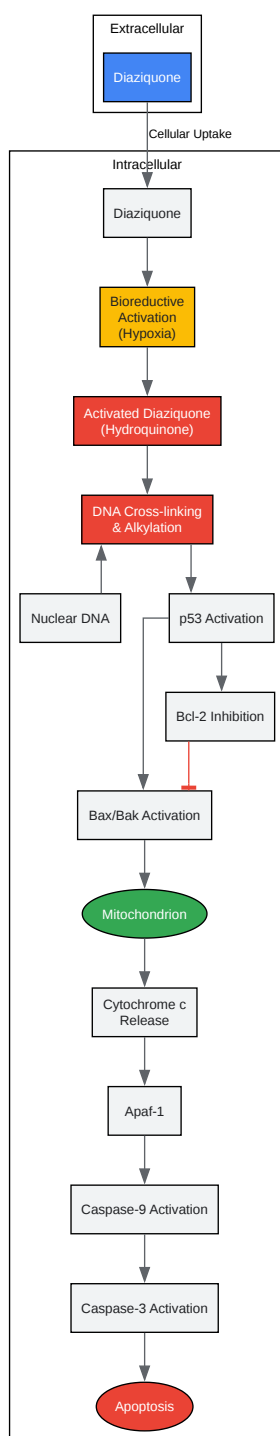 Extracellular
Diaziquone
Cellular Uptake
Intracellular
Diaziquone
Bioreductive
Activation
(Hypoxia)
Activated Diaziquone
(Hydroquinone)
DNA Cross-linking
& Alkylation
Nuclear DNA
p53 Activation
Bcl-2 Inhibition
Bax/Bak Activation
Mitochondrion
Cytochrome c
Release
Apaf-1
Caspase-9 Activation
Caspase-3 Activation
Apoptosis